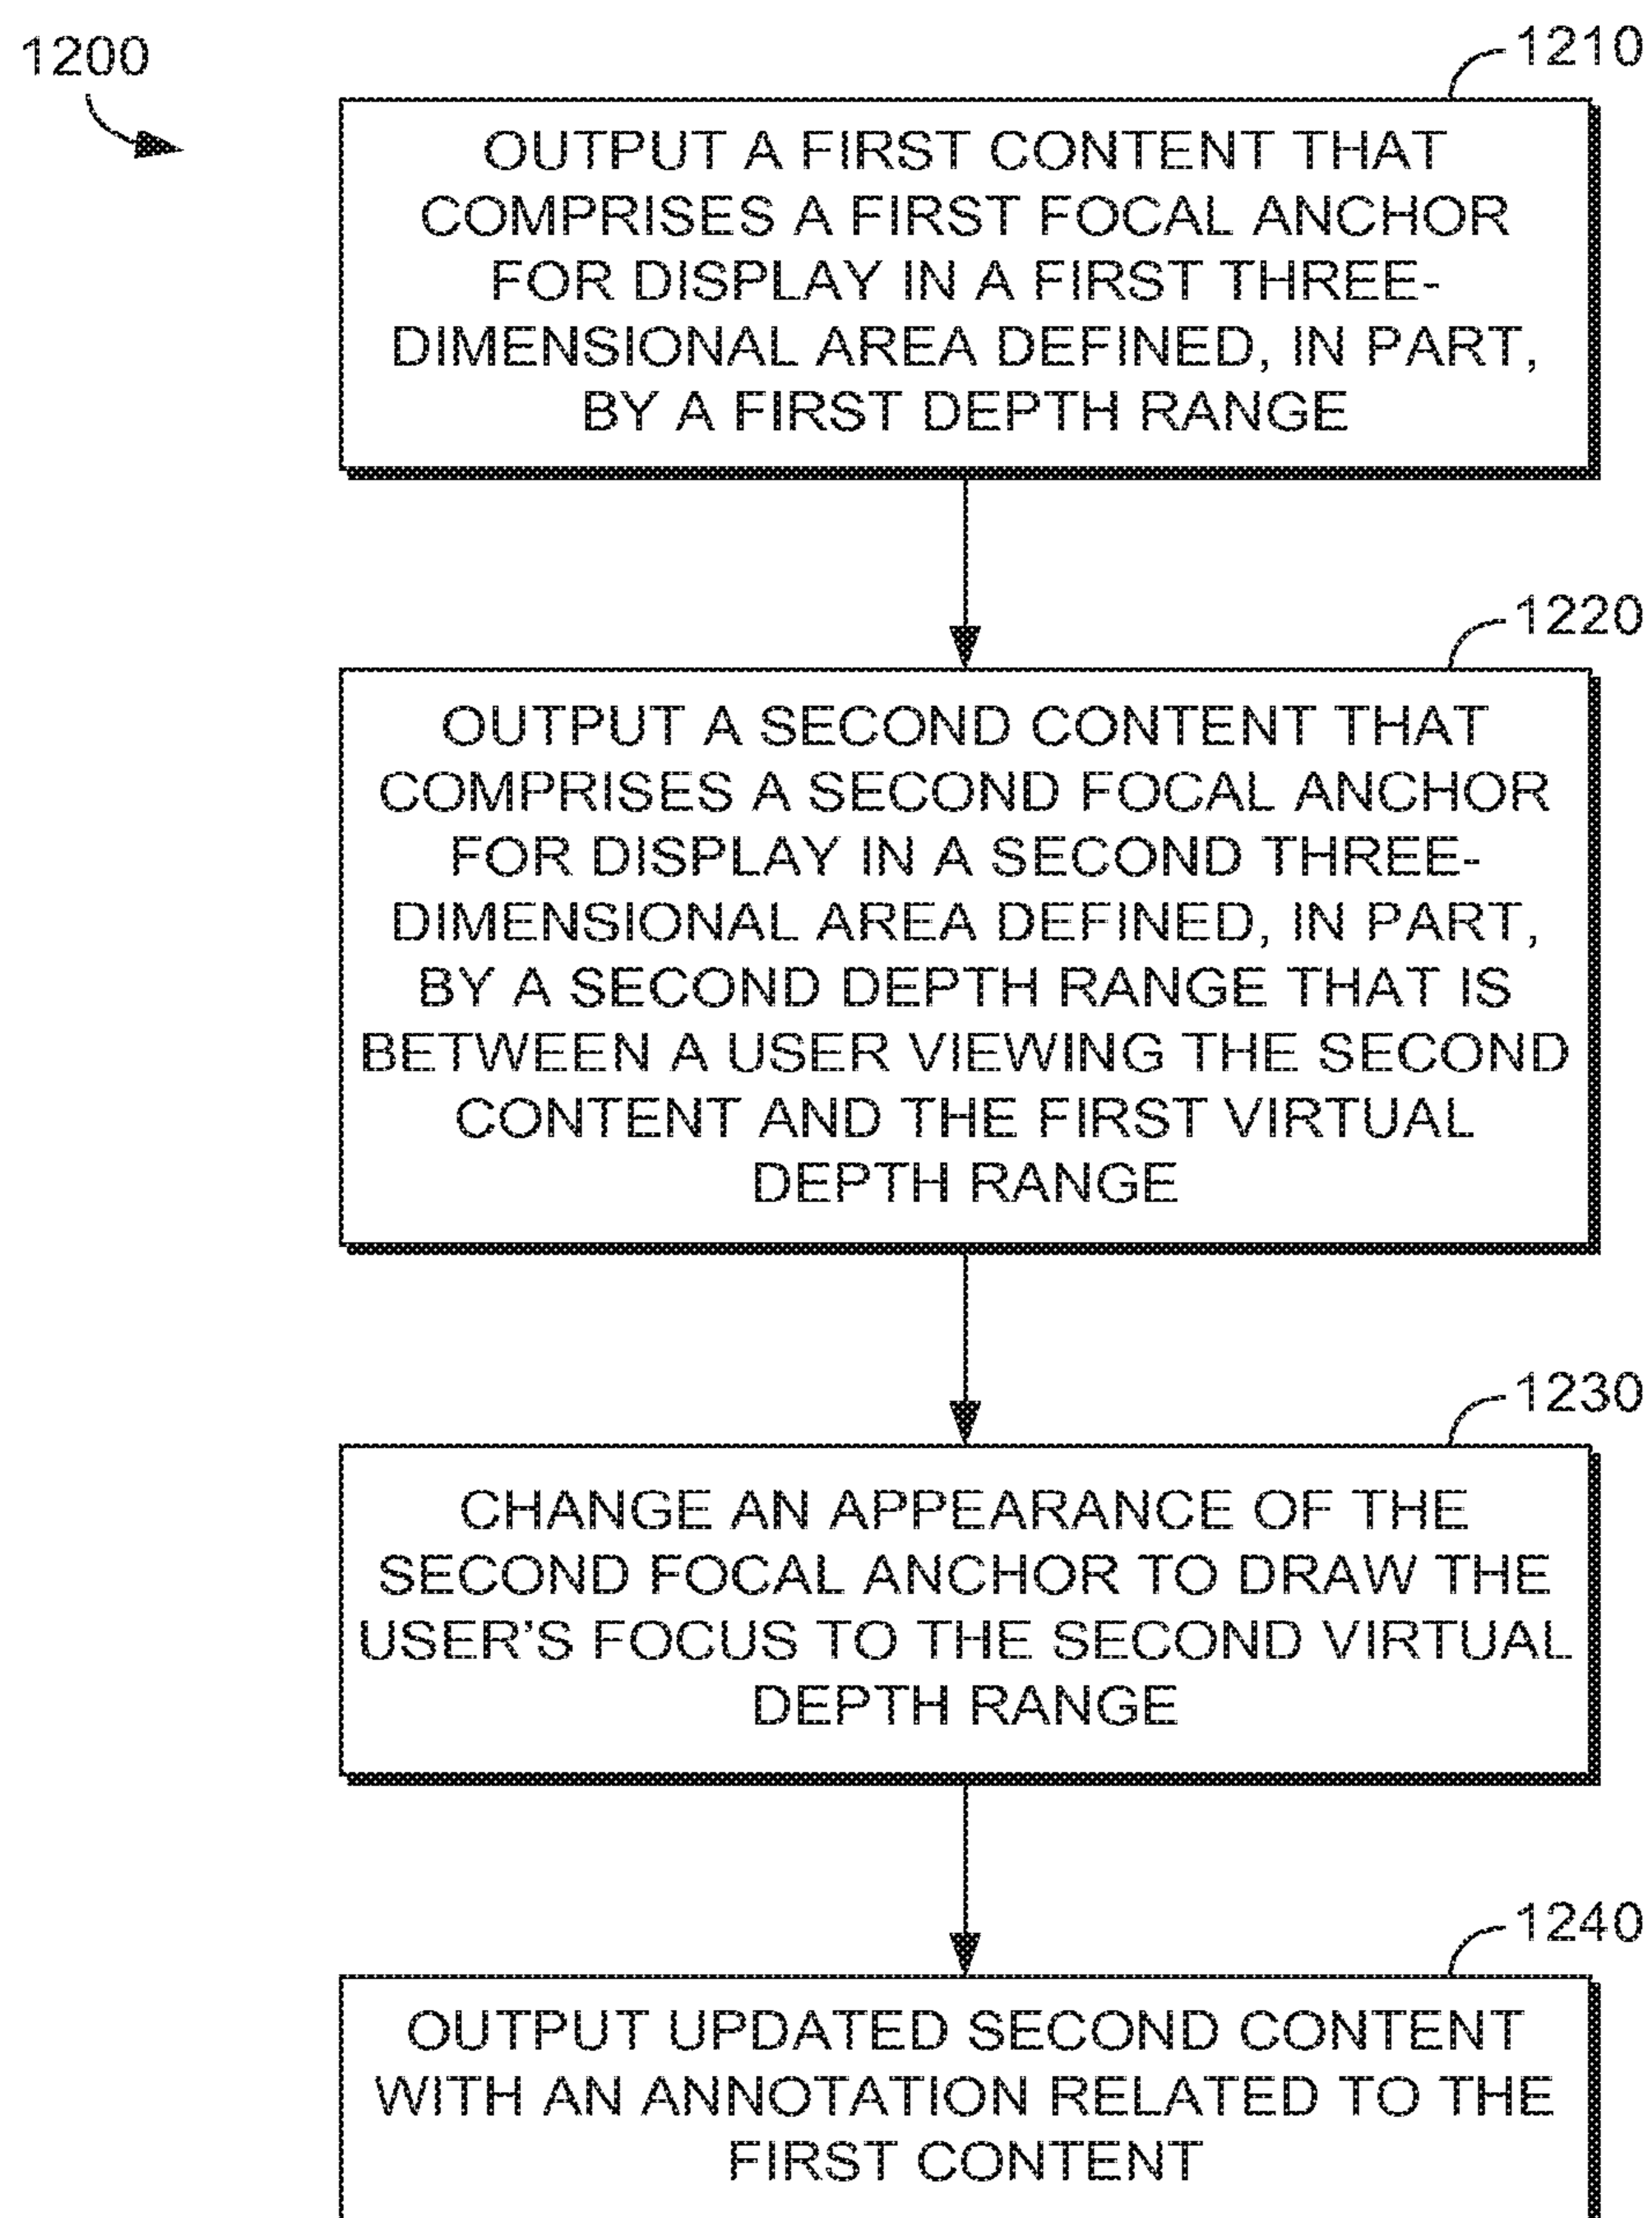 1200
1210
OUTPUT A FIRST CONTENT THAT
COMPRISES A FIRST FOCAL ANCHOR
FOR DISPLAY IN A FIRST THREE-
DIMENSIONAL AREA DEFINED, IN PART,
BY A FIRST DEPTH RANGE
1220
OUTPUT A SECOND CONTENT THAT
COMPRISES A SECOND FOCAL ANCHOR
FOR DISPLAY IN A SECOND THREE-
DIMENSIONAL AREA DEFINED, IN PART,
BY A SECOND DEPTH RANGE THAT IS
BETWEEN A USER VIEWING THE SECOND
CONTENT AND THE FIRST VIRTUAL
DEPTH RANGE
1230
CHANGE AN APPEARANCE OF THE
SECOND FOCAL ANCHOR TO DRAW THE
USER’S FOCUS TO THE SECOND VIRTUAL
DEPTH RANGE
1240
OUTPUT UPDATED SECOND CONTENT
WITH AN ANNOTATION RELATED TO THE
FIRST CONTENT